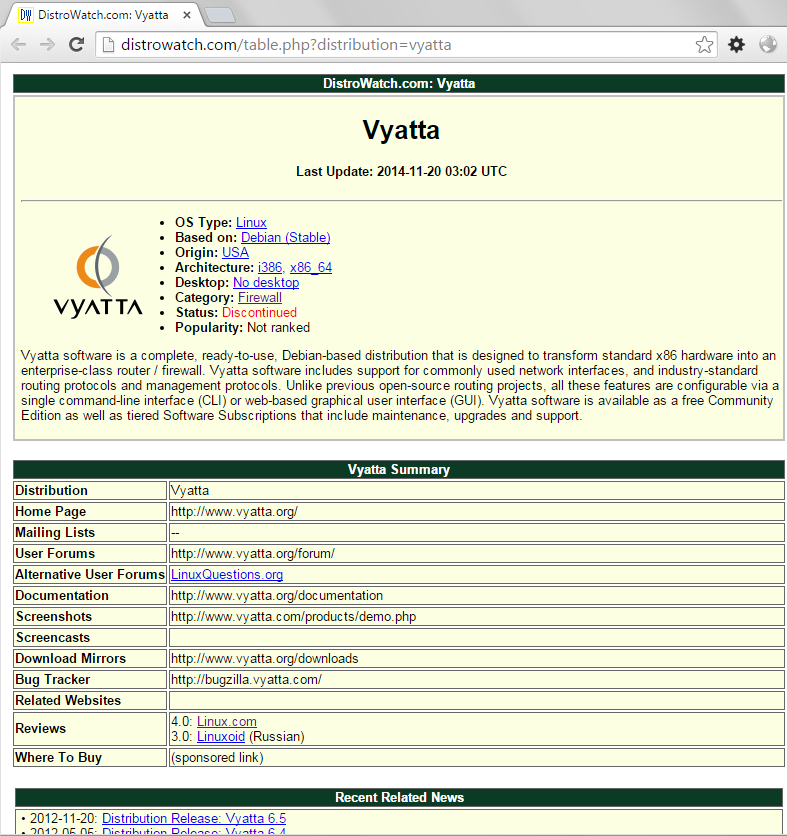 DistroWatch.com: Vyatta
distrowatch.com/table.php?distribution=vyatta
DistroWatch.com: Vyatta
Vyatta
Last Update: 2014-11-20 03:02 UTC
VYATTA
• OS Type: Linux
• Based on: Debian (Stable)
• Origin: USA
• Architecture: i386, x86_64
• Desktop: No desktop
• Category: Firewall
• Status: Discontinued
• Popularity: Not ranked
Vyatta software is a complete, ready-to-use, Debian-based distribution that is designed to transform standard x86 hardware into an
enterprise-class router / firewall. Vyatta software includes support for commonly used network interfaces, and industry-standard
routing protocols and management protocols. Unlike previous open-source routing projects, all these features are configurable via a
single command-line interface (CLI) or web-based graphical user interface (GUI). Vyatta software is available as a free Community
Edition as well as tiered Software Subscriptions that include maintenance, upgrades and support.
Vyatta Summary
Distribution Vyatta
Home Page http://www.vyatta.org/
Mailing Lists --
User Forums http://www.vyatta.org/forum/
Alternative User Forums LinuxQuestions.org
Documentation http://www.vyatta.org/documentation
Screenshots http://www.vyatta.com/products/demo.php
Screencasts
Download Mirrors http://www.vyatta.org/downloads
Bug Tracker http://bugzilla.vyatta.com/
Related Websites
Reviews 4.0: Linux.com
3.0: Linuxoid (Russian)
Where To Buy (sponsored link)
Recent Related News
• 2012-11-20: Distribution Release: Vyatta 6.5
• 2012-05-05: Distribution Release: Vyatta 6.4